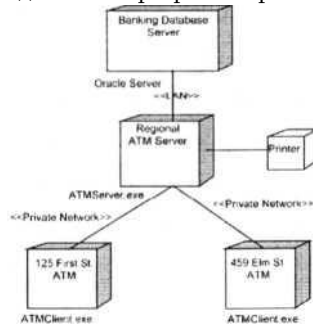 Banking Database
Server
Oracle Server
<<LAN>>
Regional
ATM Server
Printer
ATMServer.exe
<<Private Network>>
<<Private Network>>
125 First St.
ATM
459 Elm St.
ATM
ATMClient.exe
ATMClient.exe